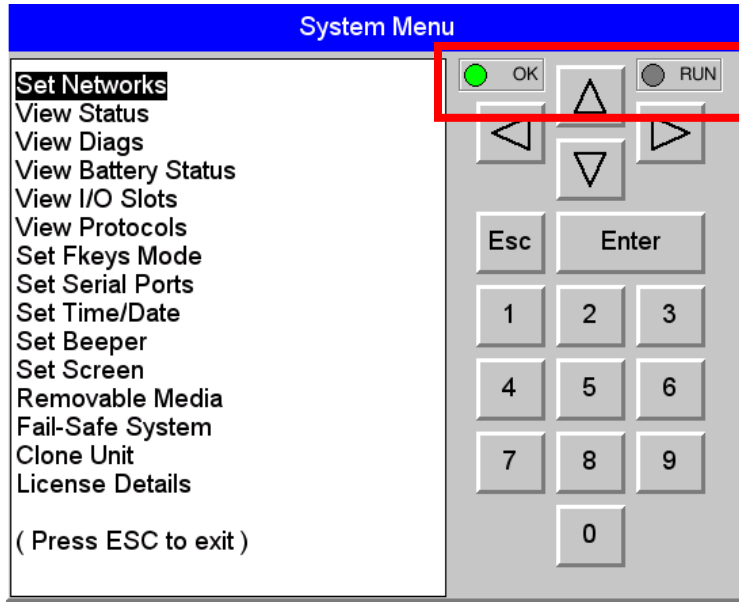 System Menu
Set Networks
View Status
View Diags
View Battery Status
View I/O Slots
View Protocols
Set Fkeys Mode
Set Serial Ports
Set Time/Date
Set Beeper
Set Screen
Removable Media
Fail-Safe System
Clone Unit
License Details
( Press ESC to exit )
OK RUN
Esc Enter
1 2 3
4 5 6
7 8 9
0